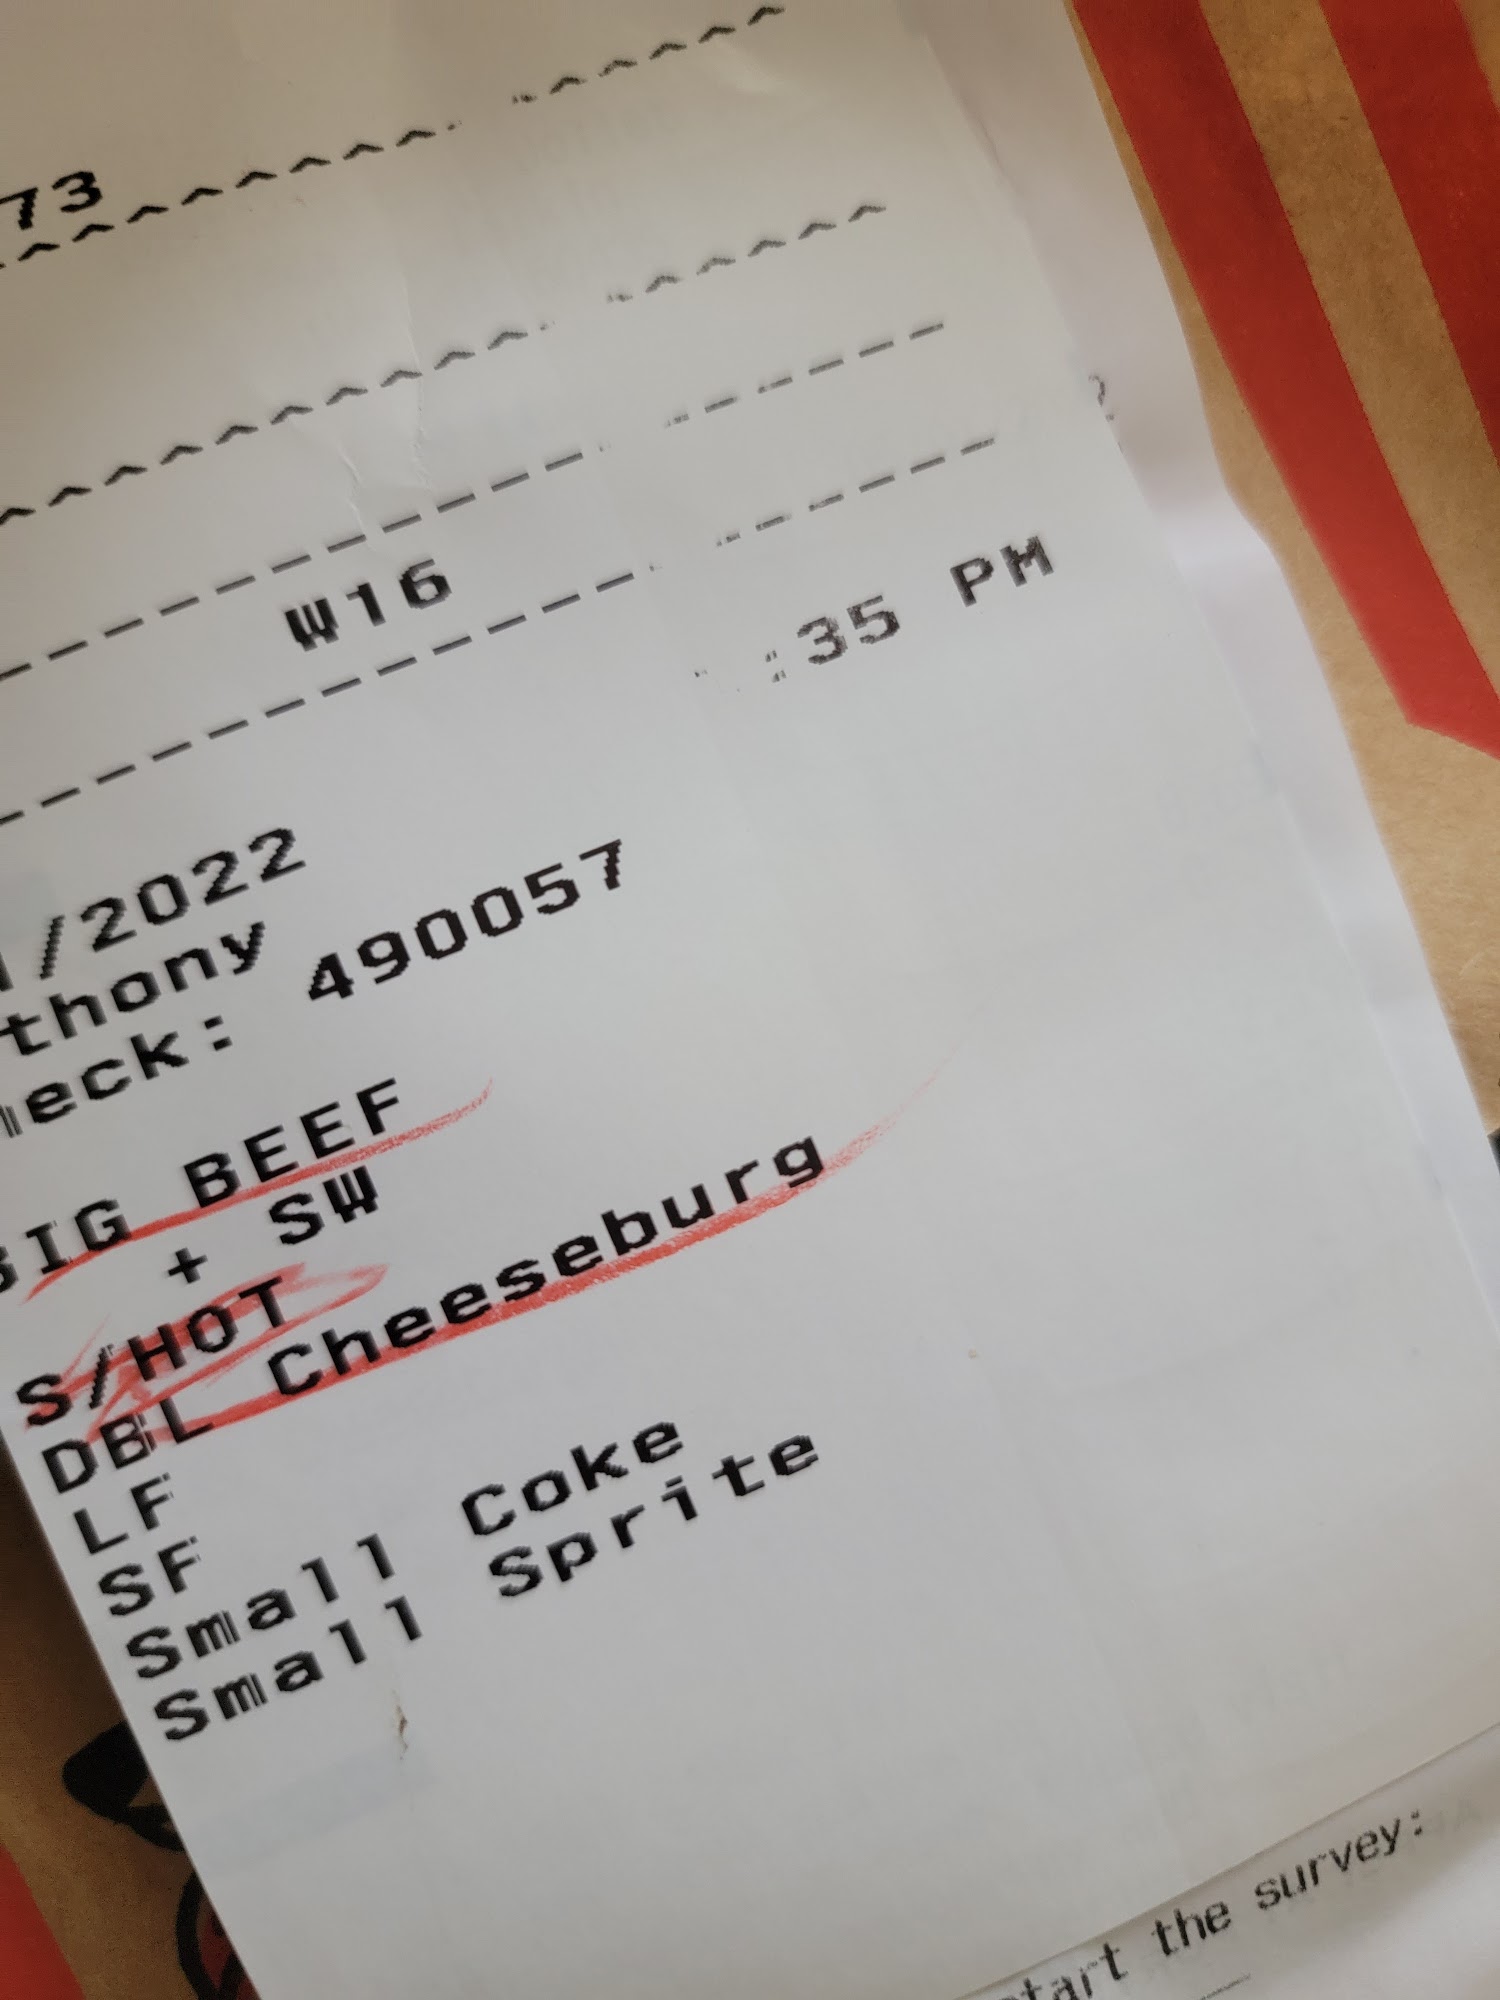 73
^^^^^^^^^^^^^^^^^^
^^^^^^^^^^^^^^^^^^^^
--------------------
W16
--------------------
:35 PM
/2022
thony
eck: 490057
BIG BEEF
+ SW
S/HOT
DBL Cheeseburg
LF
SF
Small Coke
Small Sprite
tart the survey: